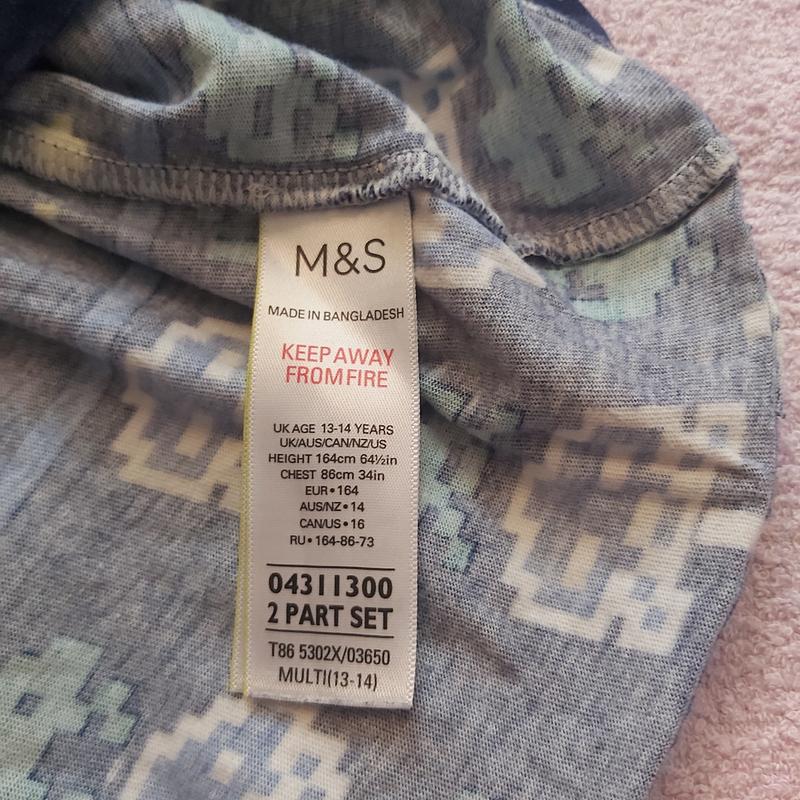 M&S
MADE IN BANGLADESH
KEEP AWAY
FROM FIRE
UK AGE 13-14 YEARS
UK/AUS/CAN/NZ/US
HEIGHT 164cm 64½in
CHEST 86cm 34in
EUR • 164
AUS/NZ • 14
CAN/US • 16
RU • 164-86-73
04311300
2 PART SET
T86 5302X/03650
MULTI(13-14)